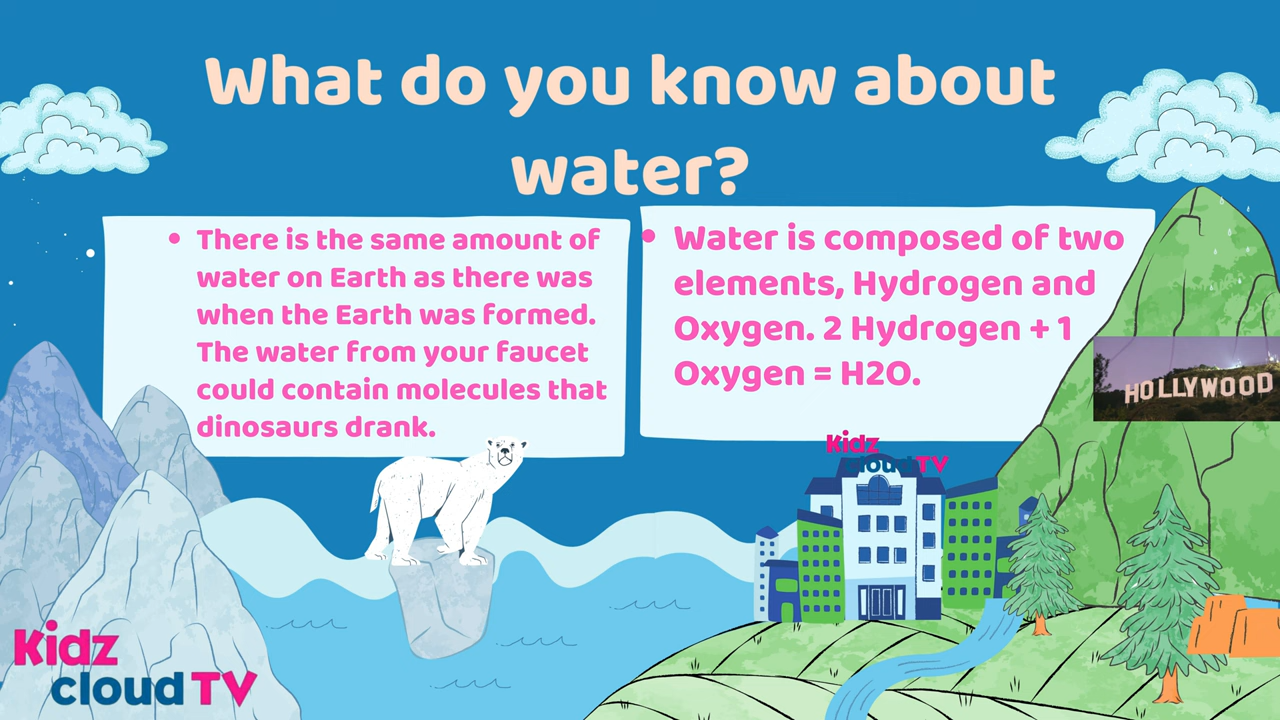 What do you know about
water?
• There is the same amount of
water on Earth as there was
when the Earth was formed.
The water from your faucet
could contain molecules that
dinosaurs drank.
• Water is composed of two
elements, Hydrogen and
Oxygen. 2 Hydrogen + 1
Oxygen = H2O.
HOLLYWOOD
Kidz
cloud TV
Kidz
cloud TV